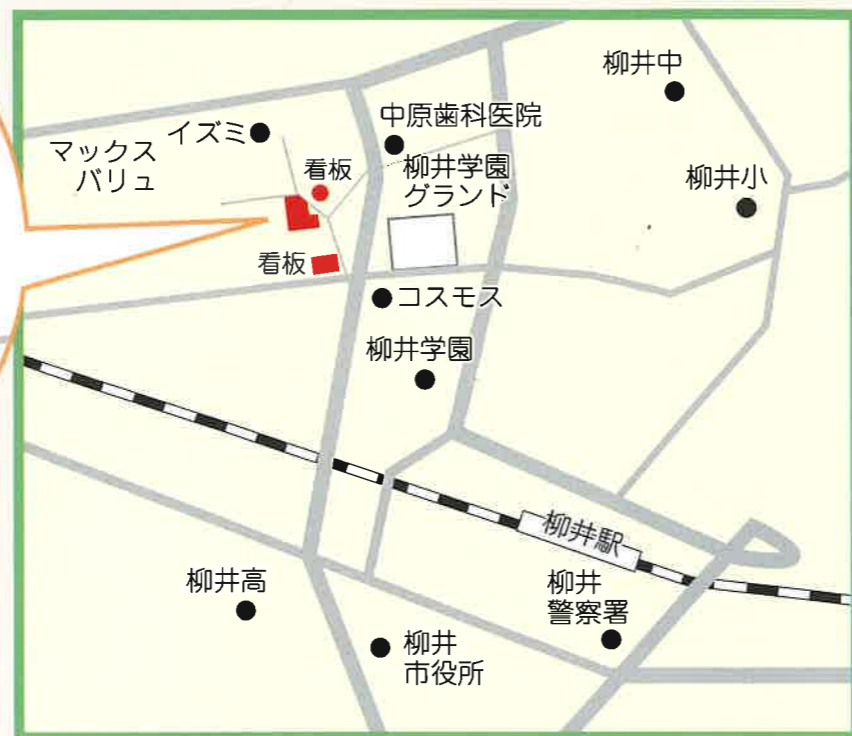 柳井中
中原歯科医院
イズミ
マックス
バリュ
看板
柳井学園
グランド
柳井小
看板
コスモス
柳井学園
柳井駅
柳井高
柳井
警察署
柳井
市役所